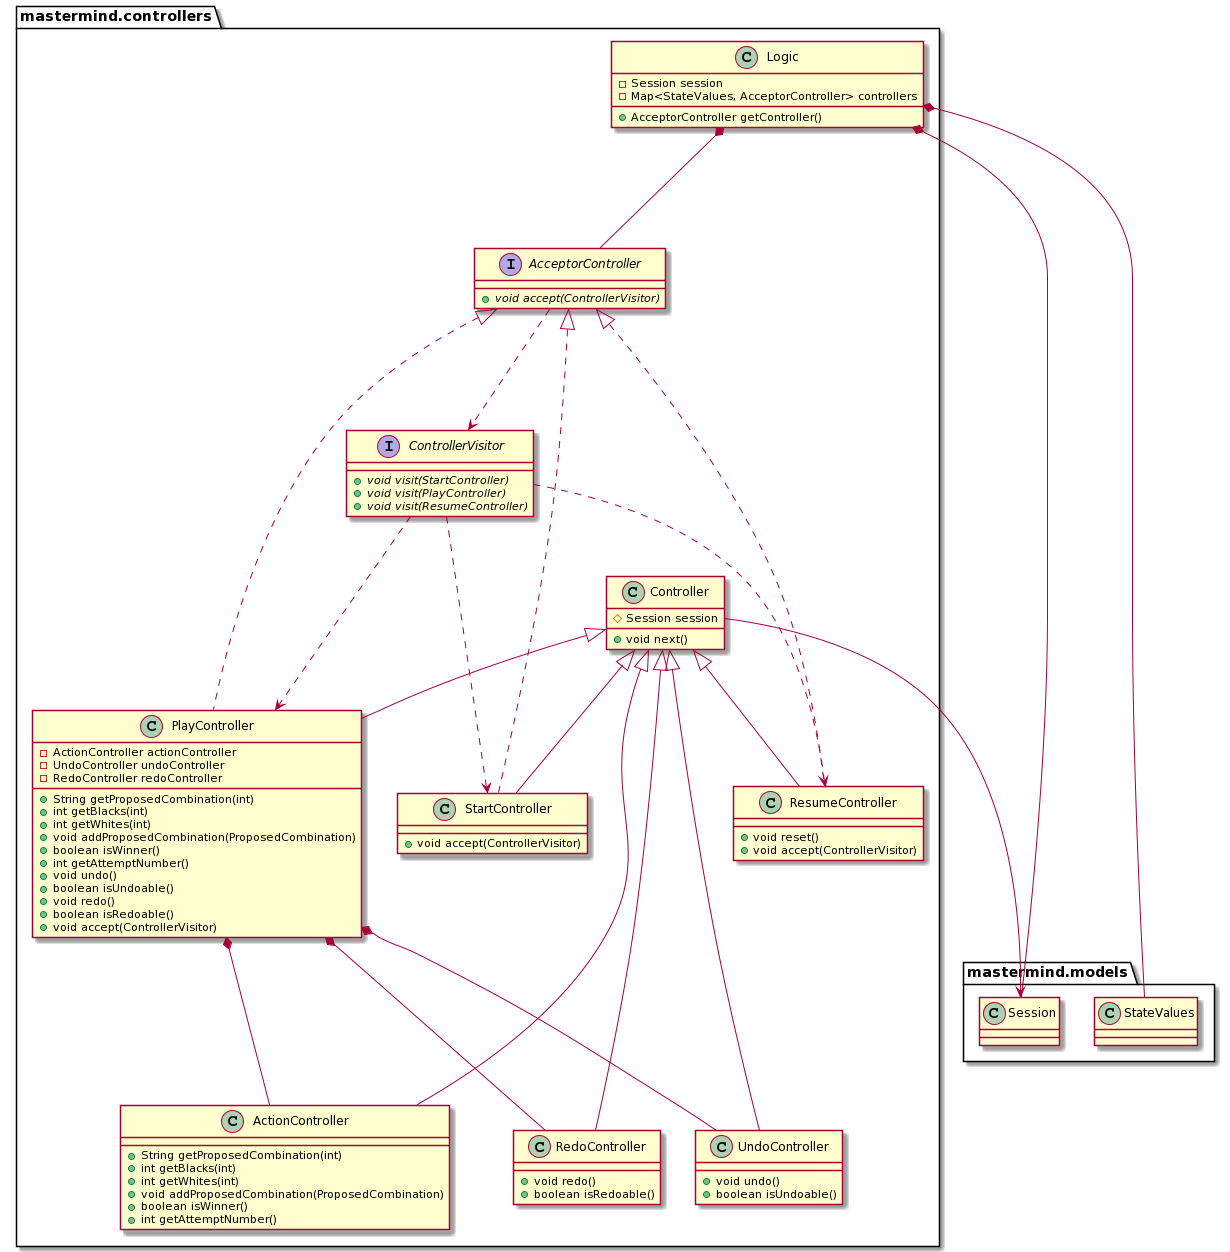 mastermind.controllers
C Logic
Session session
Map<StateValues, AcceptorController> controllers
AcceptorController getController()
I AcceptorController
void accept(ControllerVisitor)
I ControllerVisitor
void visit(StartController)
void visit(PlayController)
void visit(ResumeController)
C Controller
Session session
void next()
C PlayController
ActionController actionController
UndoController undoController
RedoController redoController
String getProposedCombination(int)
int getBlacks(int)
int getWhites(int)
void addProposedCombination(ProposedCombination)
boolean isWinner()
int getAttemptNumber()
void undo()
boolean isUndoable()
void redo()
boolean isRedoable()
void accept(ControllerVisitor)
C StartController
void accept(ControllerVisitor)
C ResumeController
void reset()
void accept(ControllerVisitor)
mastermind.models
C Session
C StateValues
C ActionController
String getProposedCombination(int)
int getBlacks(int)
int getWhites(int)
void addProposedCombination(ProposedCombination)
boolean isWinner()
int getAttemptNumber()
C RedoController
void redo()
boolean isRedoable()
C UndoController
void undo()
boolean isUndoable()